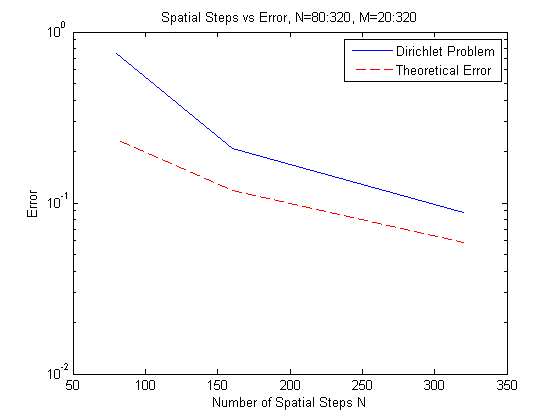 Spatial Steps vs Error, N=80:320, M=20:320
Dirichlet Problem
Theoretical Error
Error
10^0
10^-1
10^-2
50
100
150
200
250
300
350
Number of Spatial Steps N